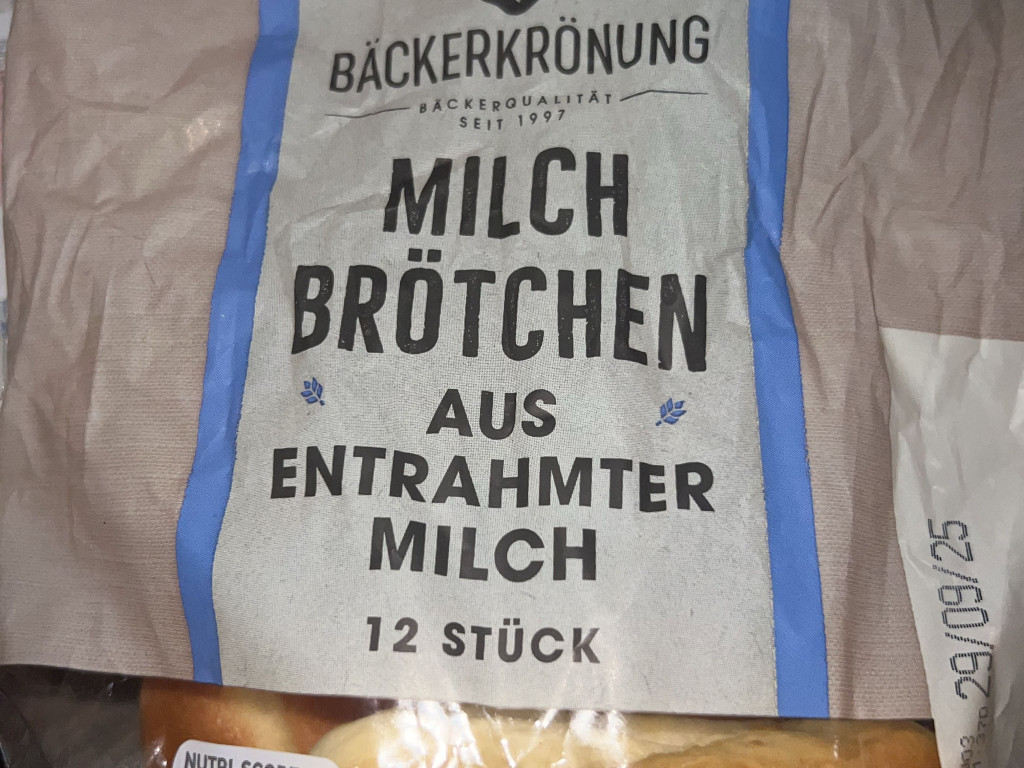 BÄCKERKRÖNUNG
BÄCKERQUALITÄT
SEIT 1997
MILCH
BRÖTCHEN
AUS
ENTRAHMTER
MILCH
12 STÜCK
29/09/25